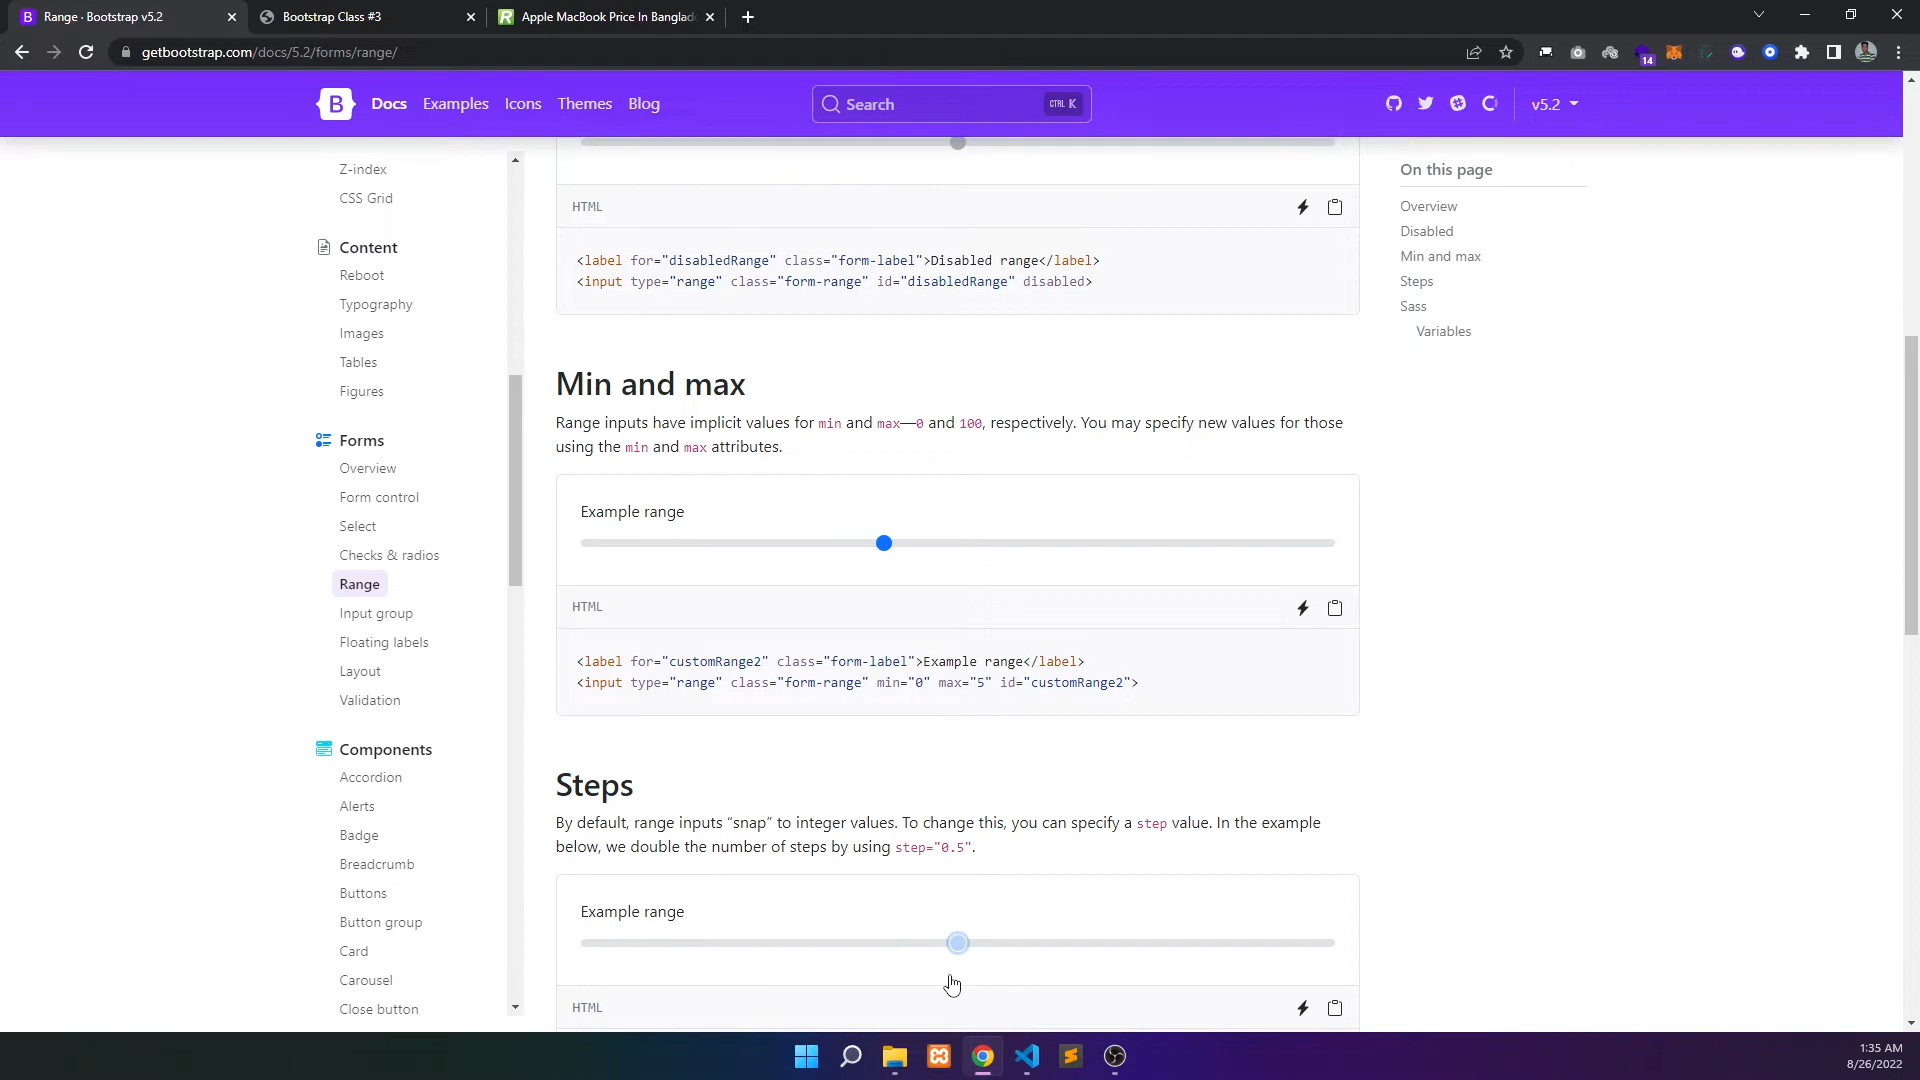 Range · Bootstrap v5.2
Bootstrap Class #3
Apple MacBook Price In Banglad
getbootstrap.com/docs/5.2/forms/range/
14
B
Docs
Examples
Icons
Themes
Blog
Search
CTRL K
v5.2
Z-index
CSS Grid
Content
Reboot
Typography
Images
Tables
Figures
Forms
Overview
Form control
Select
Checks & radios
Range
Input group
Floating labels
Layout
Validation
Components
Accordion
Alerts
Badge
Breadcrumb
Buttons
Button group
Card
Carousel
Close button
HTML
<label for="disabledRange" class="form-label">Disabled range</label>
<input type="range" class="form-range" id="disabledRange" disabled>
Min and max
Range inputs have implicit values for min and max—0 and 100, respectively. You may specify new values for those
using the min and max attributes.
Example range
HTML
<label for="customRange2" class="form-label">Example range</label>
<input type="range" class="form-range" min="0" max="5" id="customRange2">
Steps
By default, range inputs “snap” to integer values. To change this, you can specify a step value. In the example
below, we double the number of steps by using step="0.5".
Example range
HTML
On this page
Overview
Disabled
Min and max
Steps
Sass
Variables
1:35 AM
8/26/2022